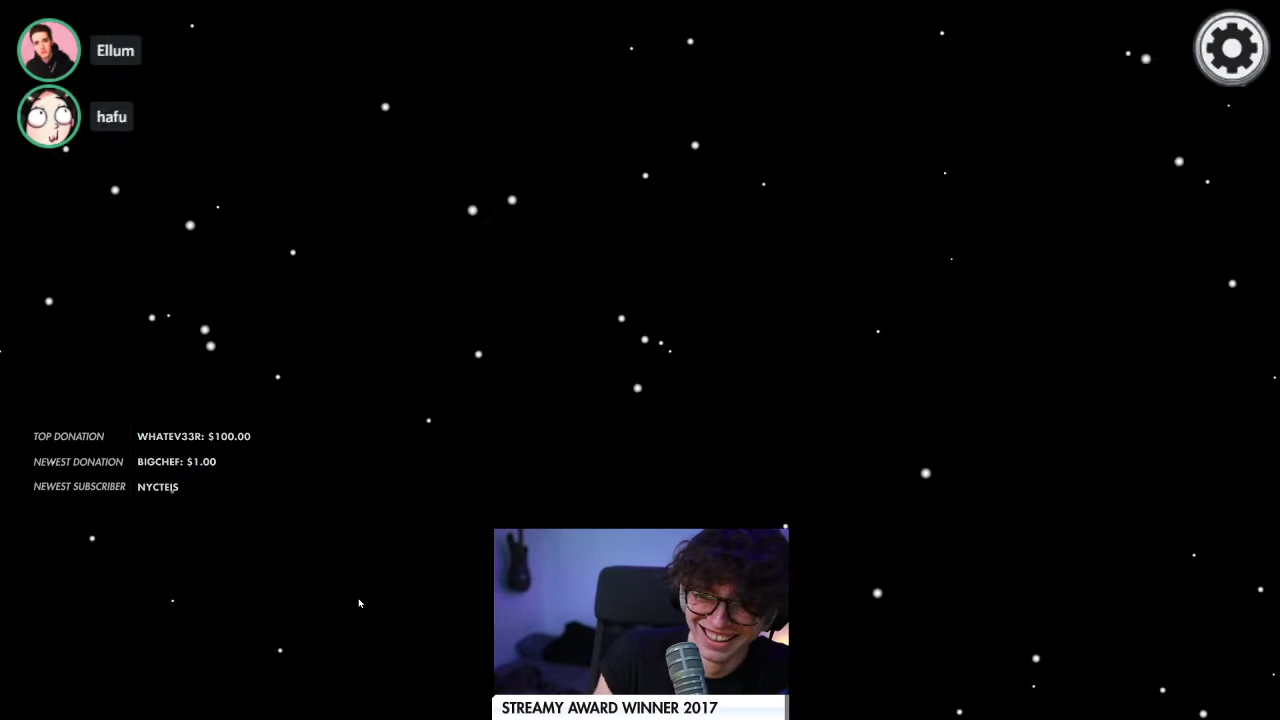 Ellum
hafu
TOP DONATION WHATEV33R: $100.00
NEWEST DONATION BIGCHEF: $1.00
NEWEST SUBSCRIBER NYCTEIS
STREAMY AWARD WINNER 2017